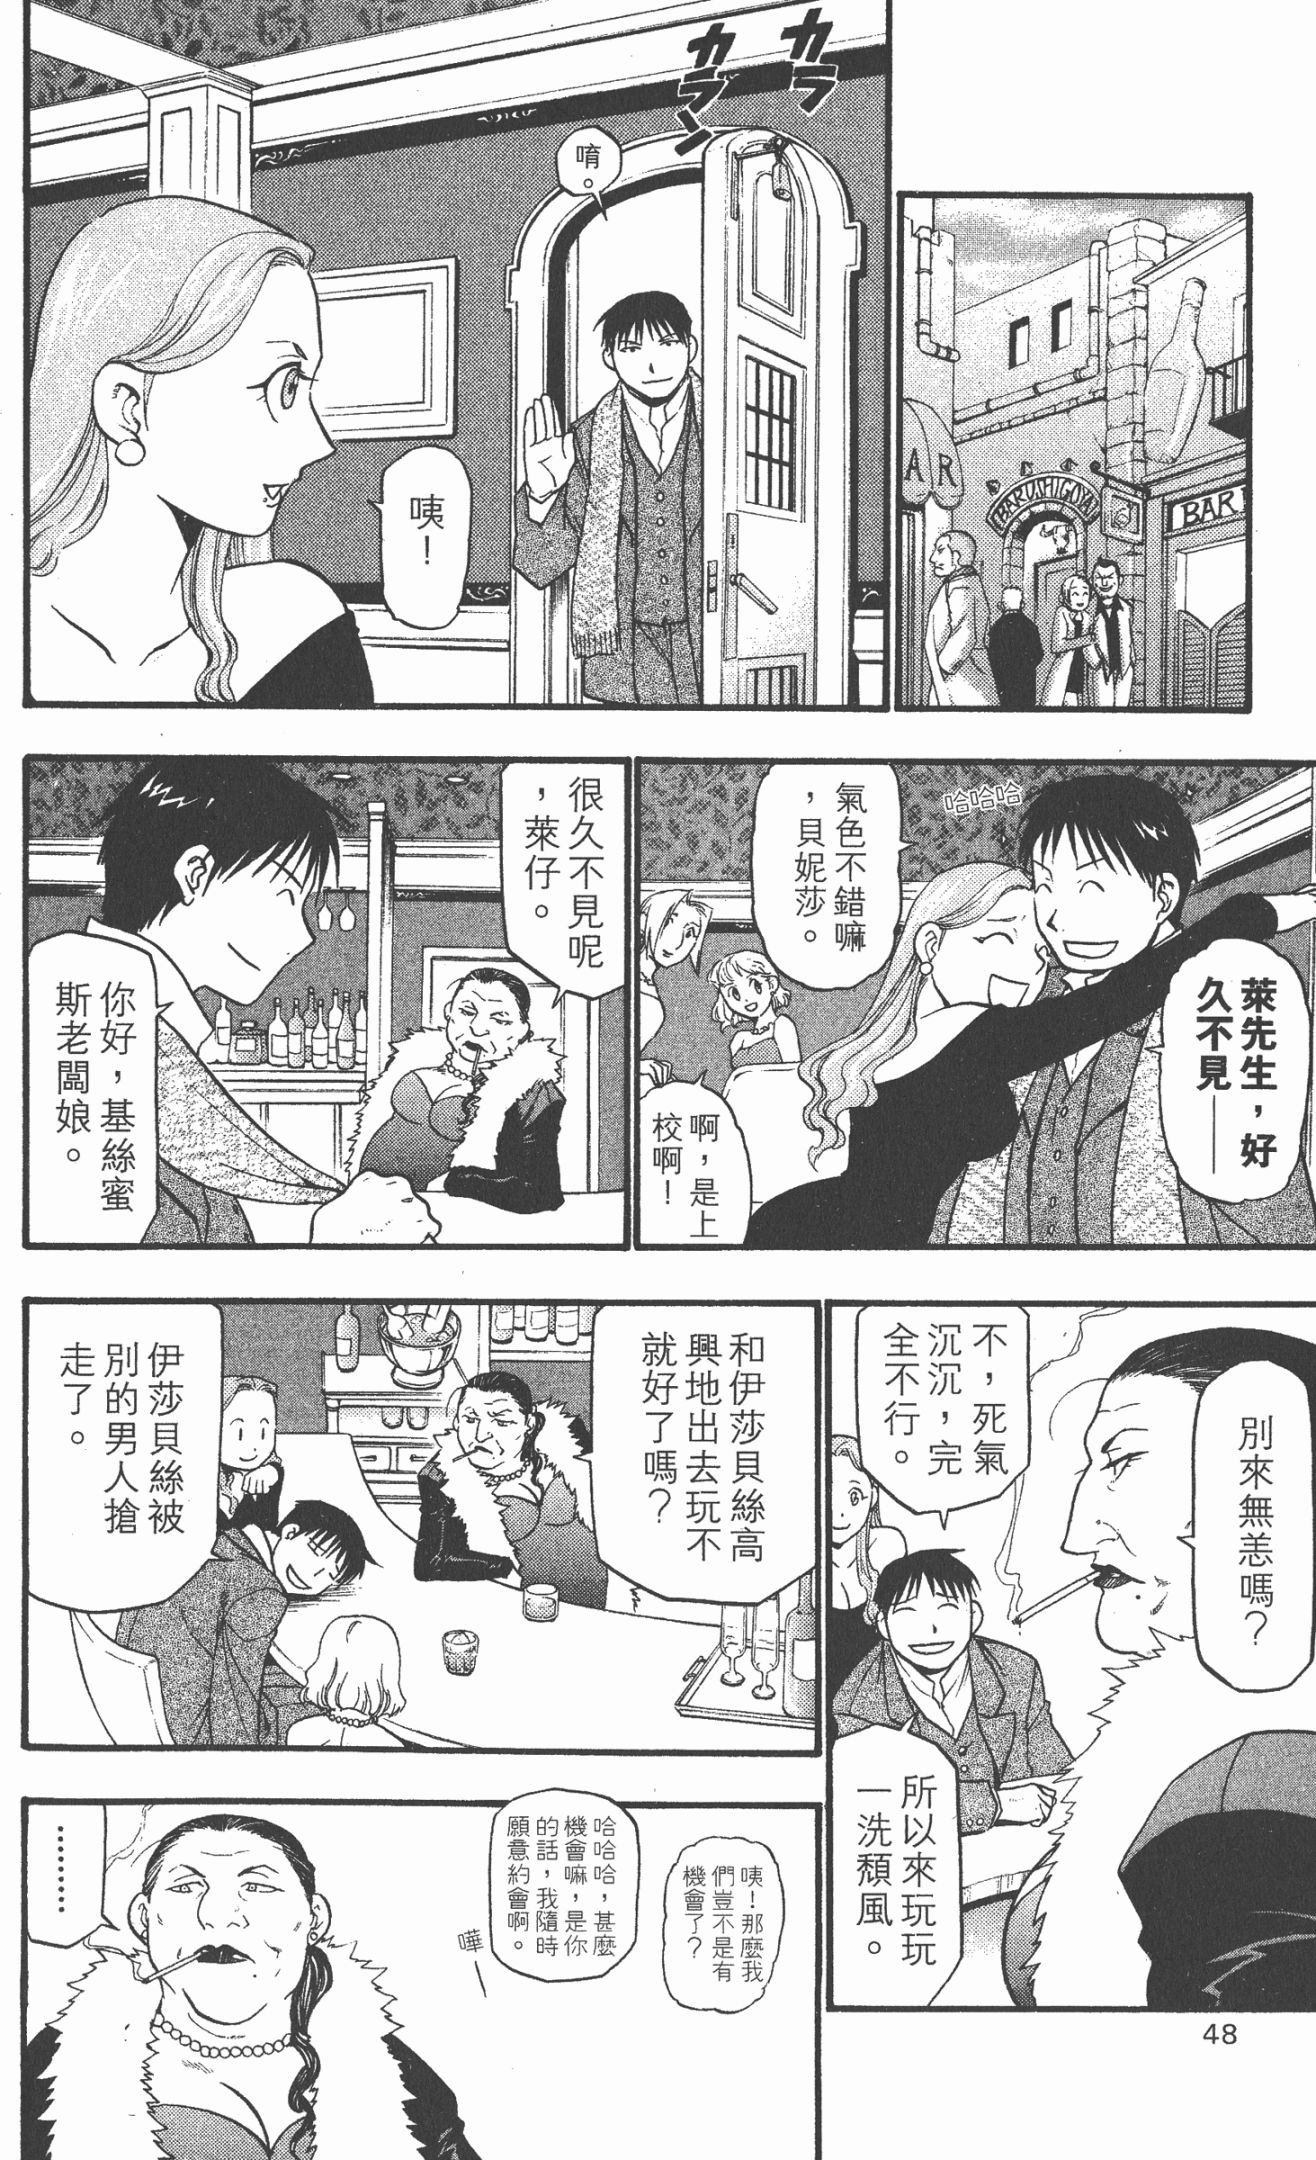 BAR
BARUSHIGOYA
BAR
カラ
カラン
唷。
咦！
萊先生，好
久不見——
哈哈哈
氣色不錯嘛
，貝妮莎。
啊，是上
校啊！
很久不見呢
，萊仔。
你好，基絲蜜
斯老闆娘。
別來無恙嗎？
不，死氣
沉沉，完
全不行。
所以來玩玩
一洗頹風。
和伊莎貝絲高
興地出去玩不
就好了嗎？
伊莎貝絲被
別的男人搶
走了。
咦！那麼我
們豈不是有
機會了？
哈哈哈，甚麼
機會嘛，是你
的話，我隨時
願意約會啊。
嘩—
………
48